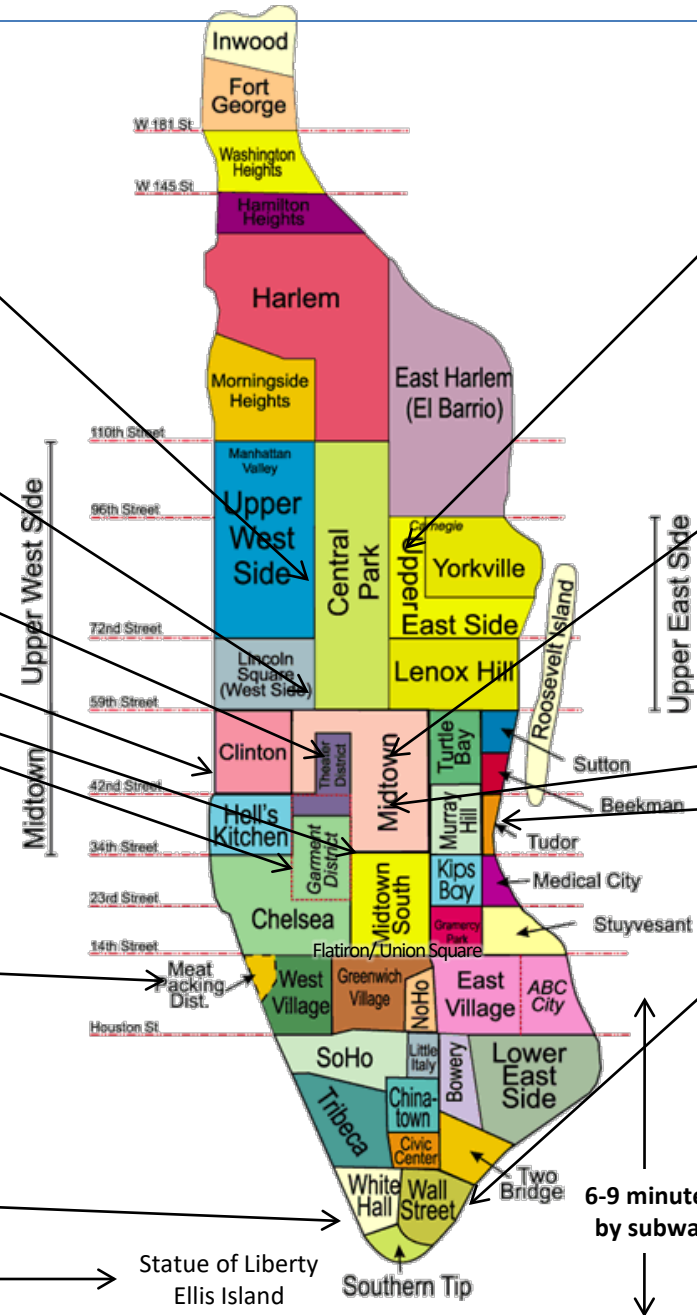 Inwood
Fort
George
W 181 St
Washington
Heights
W 145 St
Hamilton
Heights
Harlem
Morningside
Heights
East Harlem
(El Barrio)
110th Street
Manhattan
Valley
Upper
West
Side
96th Street
Central
Park
Carnegie
Upper
East Side
Yorkville
Upper West Side
Upper East Side
Roosevelt Island
72nd Street
Lincoln
Square
(West Side)
Lenox Hill
59th Street
Midtown
Clinton
Theater
District
Midtown
Turtle
Bay
Sutton
42nd Street
Beekman
Hell's
Kitchen
Garment
District
Murray
Hill
Tudor
34th Street
Midtown
South
Kips
Bay
Medical City
23rd Street
Chelsea
Gramercy
Park
Stuyvesant
14th Street
Flatiron/ Union Square
Meat
Packing
Dist.
West
Village
Greenwich
Village
NoHo
East
Village
ABC
City
Houston St
SoHo
Little
Italy
Bowery
Lower
East
Side
Tribeca
China-
town
Civic
Center
Two
Bridge
White
Hall
Wall
Street
6-9 minute
by subwa
Statue of Liberty
Ellis Island
Southern Tip